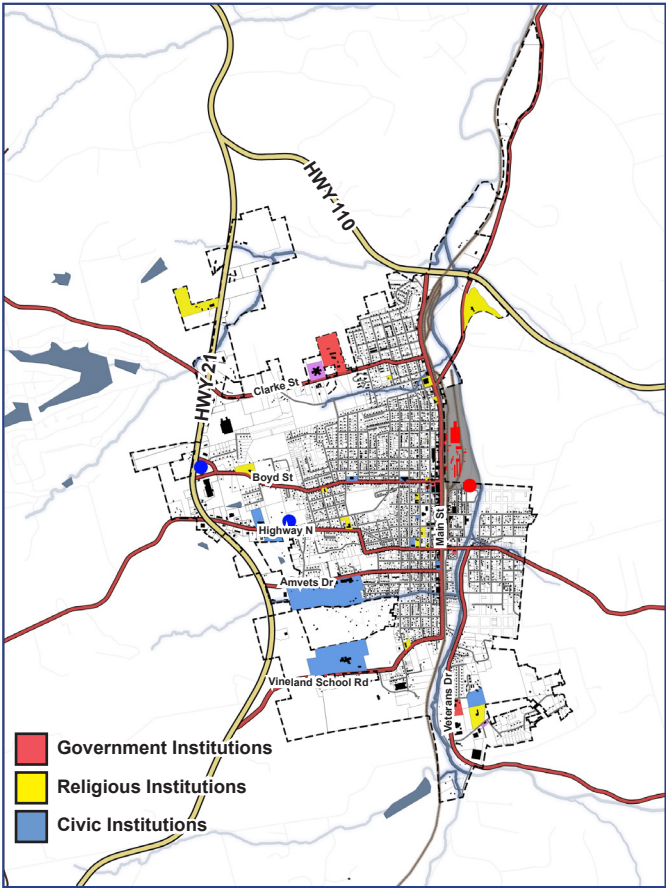 HWY 110
HWY 21
Clarke St
Boyd St
Main St
Highway N
Amvets Dr
Vineland School Rd
Veterans Dr
Government Institutions
Religious Institutions
Civic Institutions